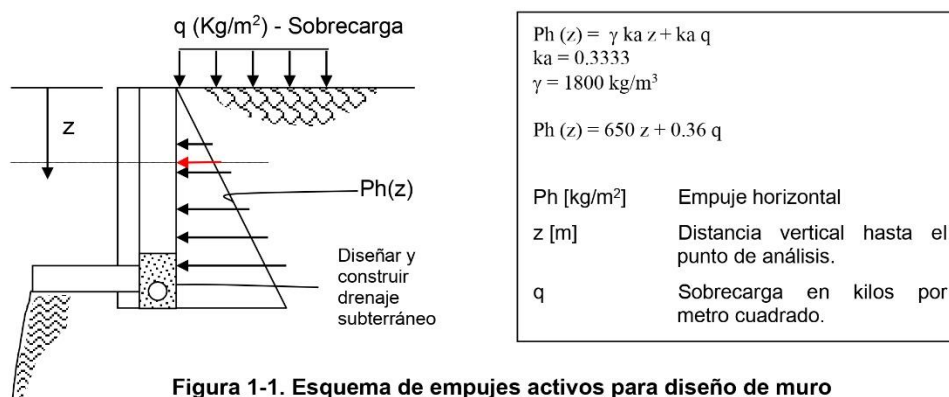 q (Kg/m²) - Sobrecarga
z
Ph(z)
Diseñar y
construir
drenaje
subterráneo
Ph (z) = γ ka z + ka q
ka = 0.3333
γ = 1800 kg/m³
Ph (z) = 650 z + 0.36 q
Ph [kg/m²] Empuje horizontal
z [m] Distancia vertical hasta el
punto de análisis.
q Sobrecarga en kilos por
metro cuadrado.
Figura 1-1. Esquema de empujes activos para diseño de muro